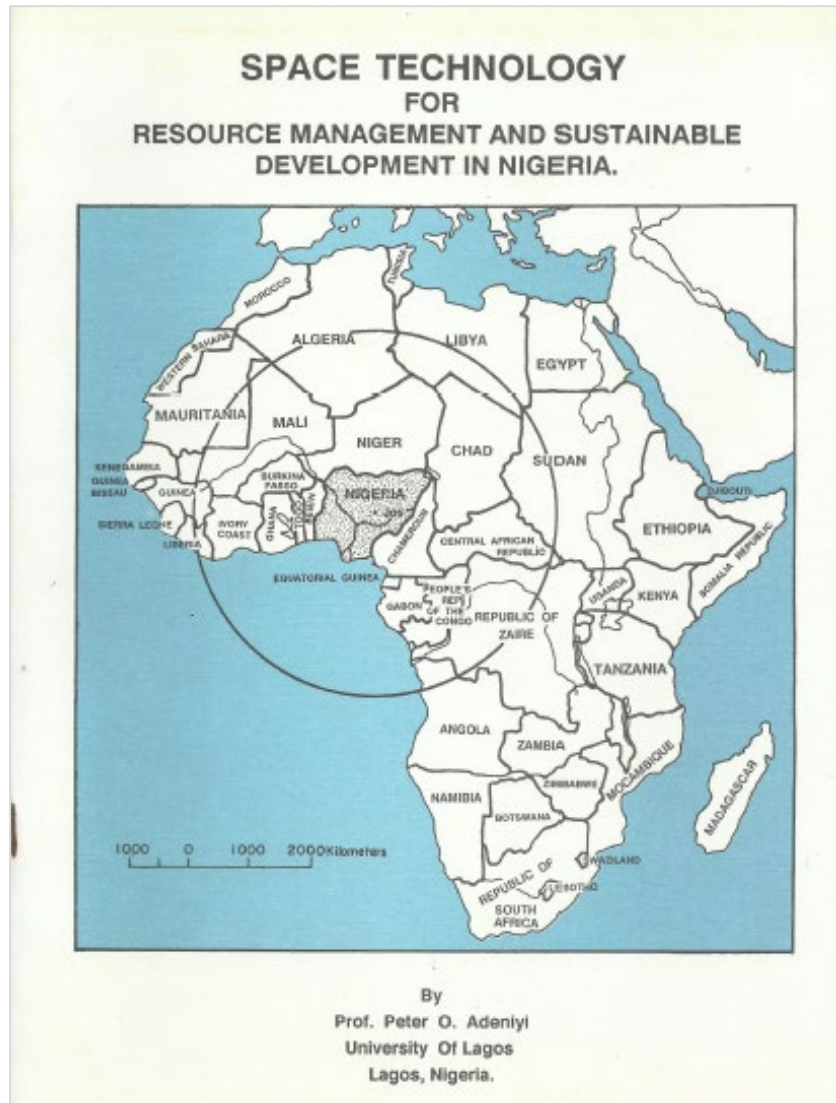 SPACE TECHNOLOGY
FOR
RESOURCE MANAGEMENT AND SUSTAINABLE
DEVELOPMENT IN NIGERIA.
TUNISIA
MOROCCO
ALGERIA
LIBYA
EGYPT
WESTERN SAHARA
MAURITANIA
MALI
NIGER
CHAD
SUDAN
SENEGAMBIA
GUINEA
BISSAU
GUINEA
BURKINA
FASSO
NIGERIA
JOS
DJIBOUTI
SIERRA LEONE
IVORY
COAST
GHANA
TOGO
BENIN
LIBERIA
CHAMEROUN
CENTRAL AFRICAN
REPUBLIC
ETHIOPIA
SOMALIA REPUBLIC
EQUATORIAL GUINEA
GABON
PEOPLE'S
REP
OF THE
CONGO
REPUBLIC OF
ZAIRE
UGANDA
KENYA
TANZANIA
ANGOLA
ZAMBIA
MOCAMBIQUE
MADAGASCAR
NAMIBIA
ZIMBABWE
BOTSMANA
1000 0 1000 2000Kilometers
SWADLAND
REPUBLIC OF
SOUTH
AFRICA
LESOTHO
By
Prof. Peter O. Adeniyi
University Of Lagos
Lagos, Nigeria.